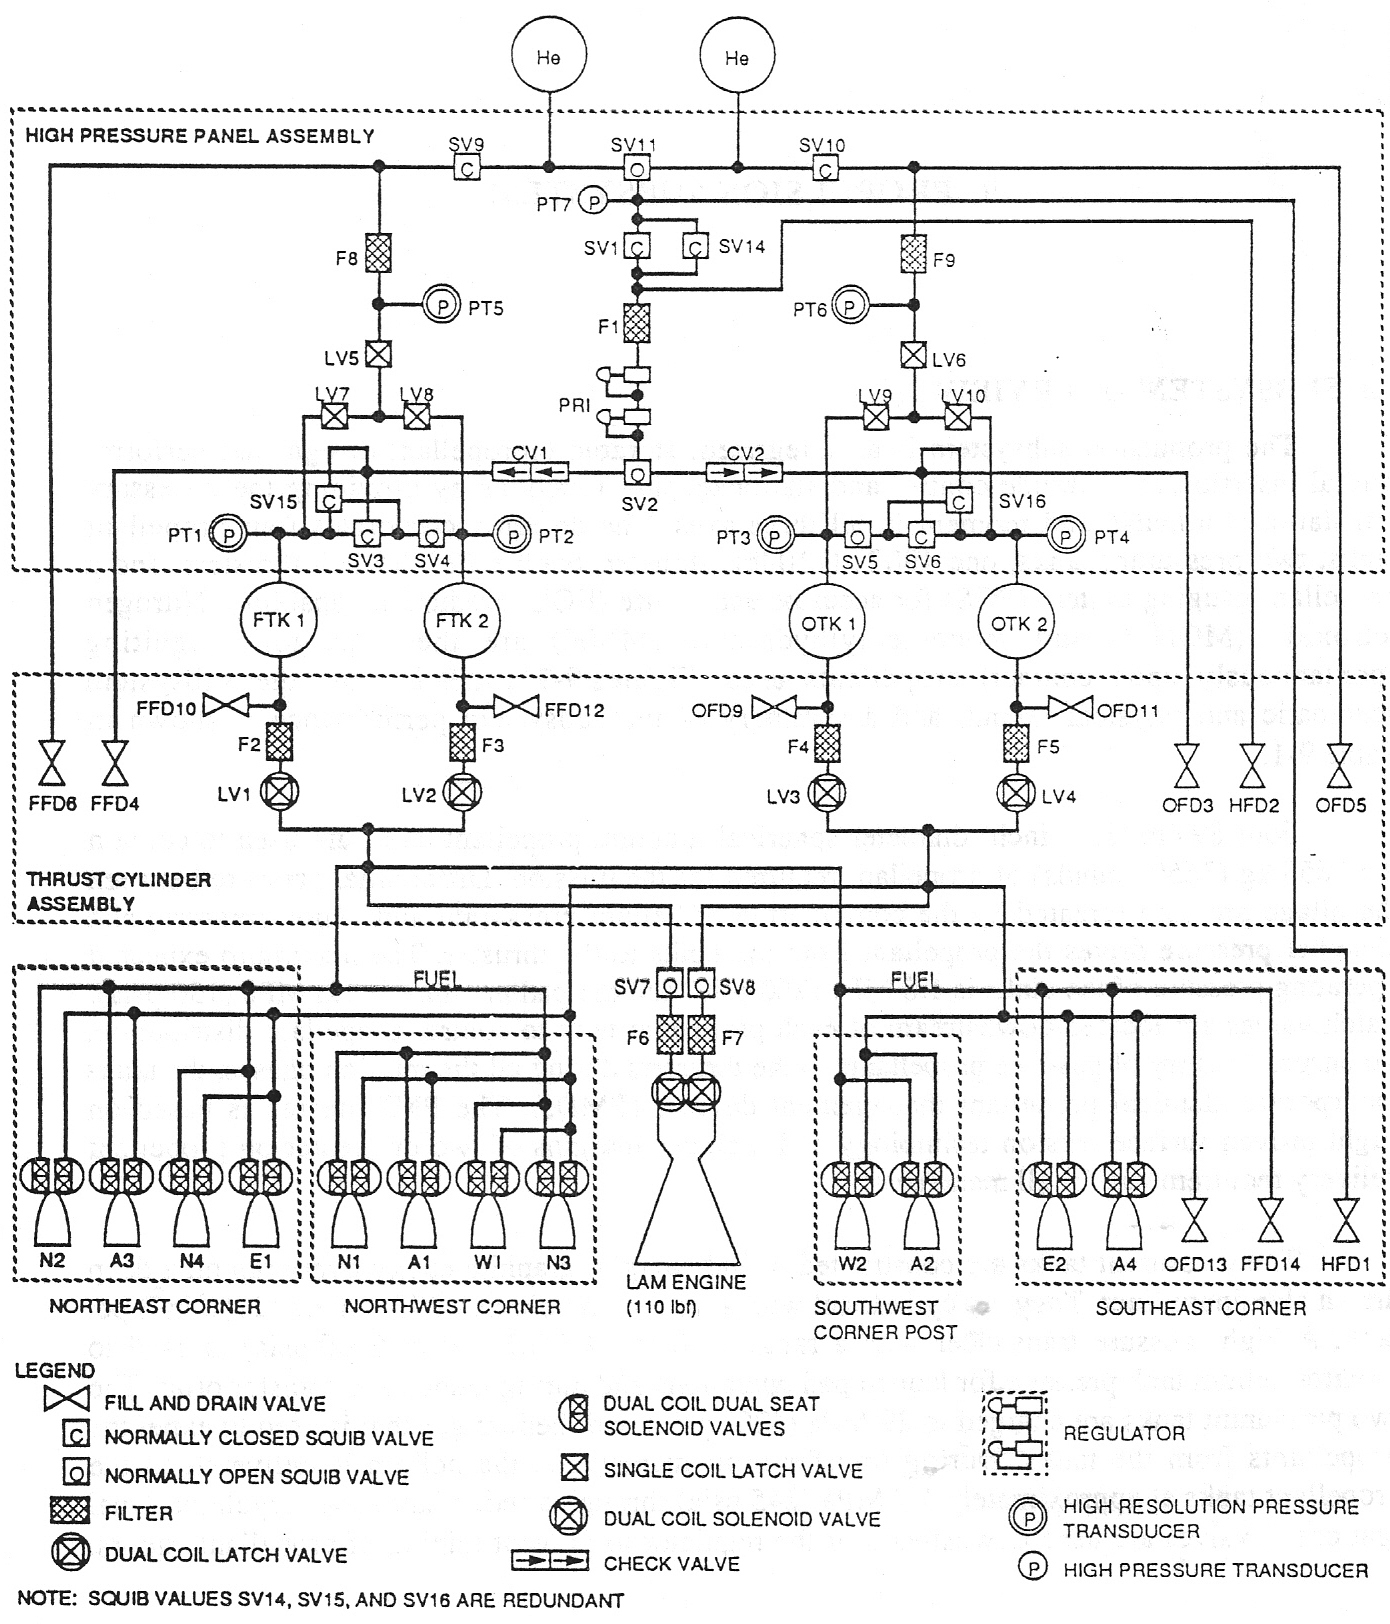 He He
HIGH PRESSURE PANEL ASSEMBLY
SV9 SV11 SV10
C O C
PT7 P
SV1 C C SV14
F8 F9
P PT5 PT6 P
F1
LV5 LV6
LV7 LV8 LV9 LV10
PRI
CV1 CV2
SV15 C O C SV16
SV2
PT1 P C O P PT2 PT3 P O C P PT4
SV3 SV4 SV5 SV6
FTK 1 FTK 2 OTK 1 OTK 2
FFD10 FFD12 OFD9 OFD11
F2 F3 F4 F5
LV1 LV2 LV3 LV4
FFD6 FFD4 OFD3 HFD2 OFD5
THRUST CYLINDER
ASSEMBLY
FUEL FUEL
SV7 O O SV8
F6 F7
N2 A3 N4 E1 N1 A1 W1 N3 W2 A2 E2 A4 OFD13 FFD14 HFD1
LAM ENGINE
(110 lbf)
NORTHEAST CORNER
NORTHWEST CORNER
SOUTHWEST
CORNER POST
SOUTHEAST CORNER
LEGEND
FILL AND DRAIN VALVE
C NORMALLY CLOSED SQUIB VALVE
O NORMALLY OPEN SQUIB VALVE
FILTER
DUAL COIL LATCH VALVE
DUAL COIL DUAL SEAT
SOLENOID VALVES
SINGLE COIL LATCH VALVE
DUAL COIL SOLENOID VALVE
CHECK VALVE
REGULATOR
P HIGH RESOLUTION PRESSURE
TRANSDUCER
P HIGH PRESSURE TRANSDUCER
NOTE: SQUIB VALUES SV14, SV15, AND SV16 ARE REDUNDANT